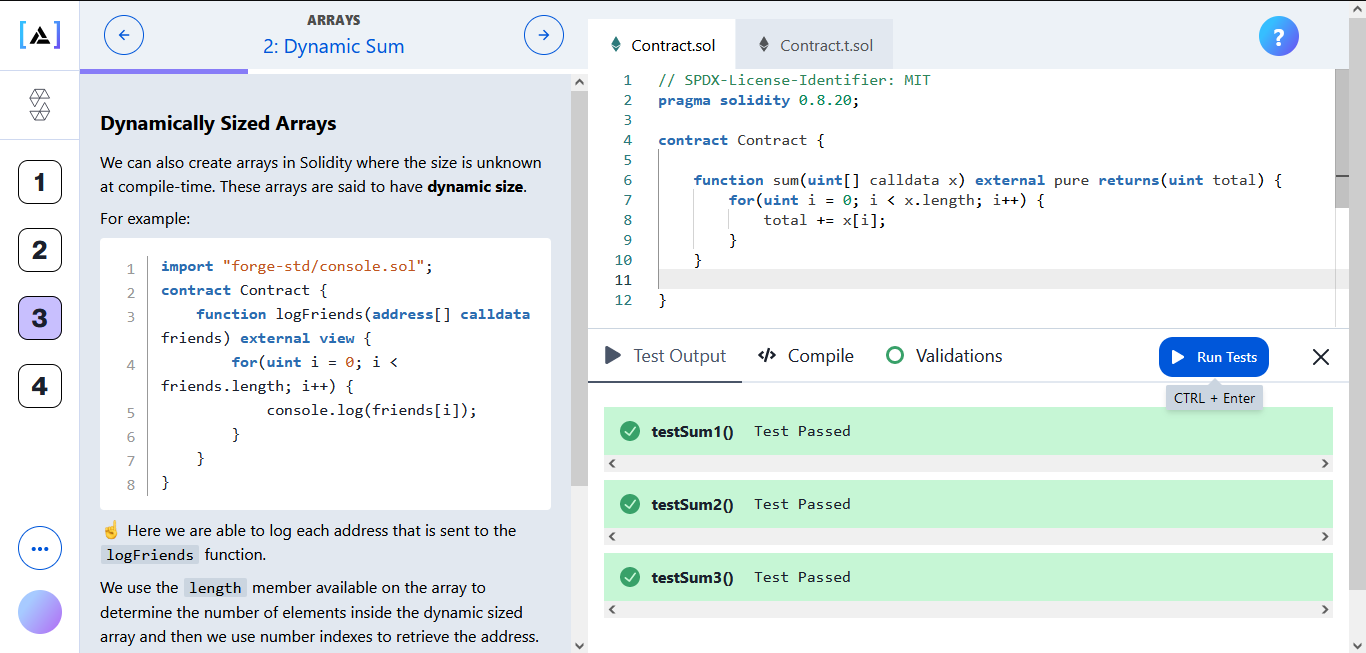 [A]
ARRAYS
2: Dynamic Sum
1
2
3
4
Dynamically Sized Arrays
We can also create arrays in Solidity where the size is unknown
at compile-time. These arrays are said to have dynamic size.
For example:
1 import "forge-std/console.sol";
2 contract Contract {
3 function logFriends(address[] calldata
friends) external view {
4 for(uint i = 0; i <
friends.length; i++) {
5 console.log(friends[i]);
6 }
7 }
8 }
☝ Here we are able to log each address that is sent to the
logFriends function.
We use the length member available on the array to
determine the number of elements inside the dynamic sized
array and then we use number indexes to retrieve the address.
Contract.sol
Contract.t.sol
?
1 // SPDX-License-Identifier: MIT
2 pragma solidity 0.8.20;
3
4 contract Contract {
5
6 function sum(uint[] calldata x) external pure returns(uint total) {
7 for(uint i = 0; i < x.length; i++) {
8 total += x[i];
9 }
10 }
11
12 }
Test Output
Compile
Validations
Run Tests
CTRL + Enter
testSum1() Test Passed
testSum2() Test Passed
testSum3() Test Passed